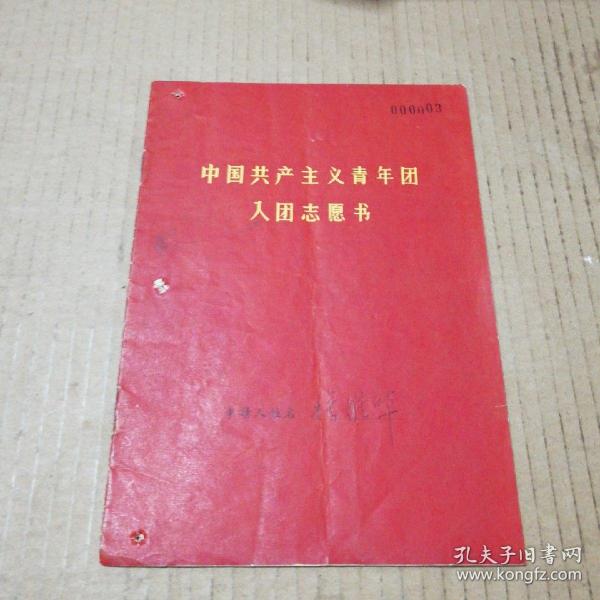 000003
中国共产主义青年团
入团志愿书
申请人姓名
孔夫子旧书网
www.kongfz.com